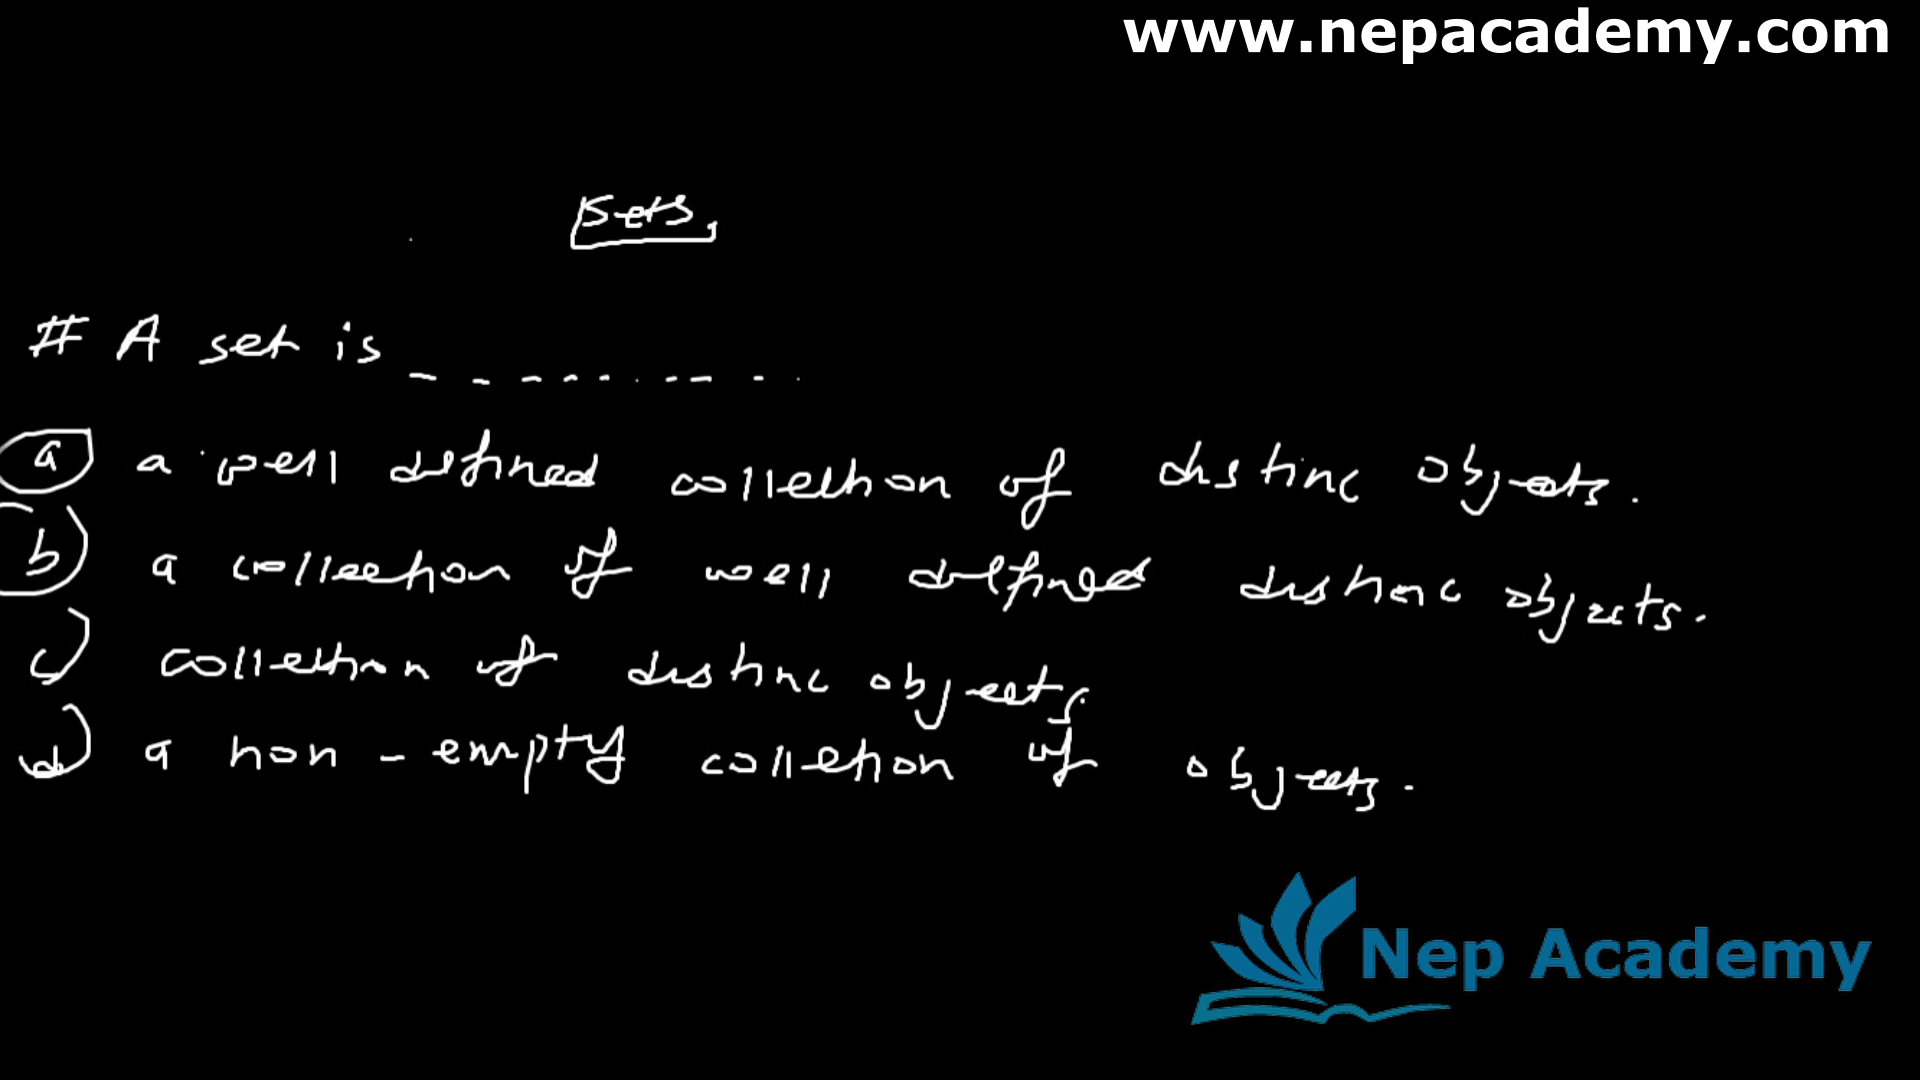 www.nepacademy.com
Sets,
# A set is ----------
a a well defined collection of distinc objects.
b) a collection of well defined distinc objects.
c) collection of distinc objects.
d) a non-empty colletion of objects.
Nep Academy